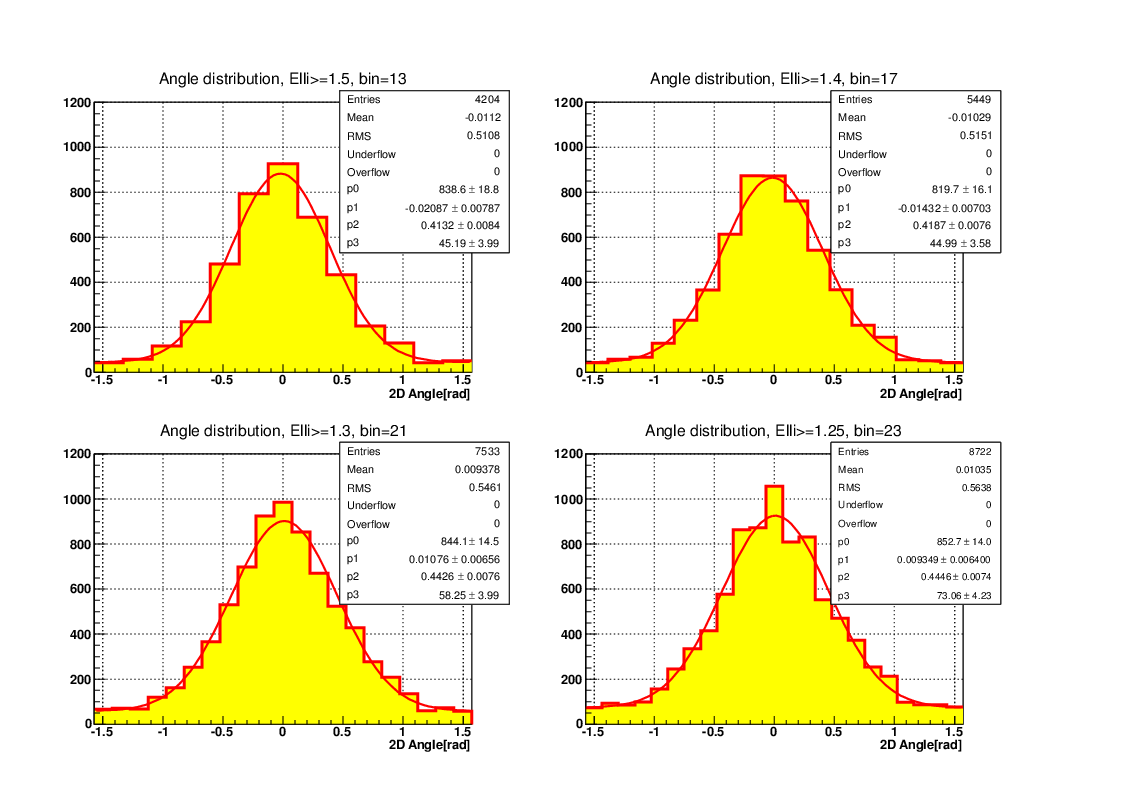 Angle distribution, Elli>=1.5, bin=13
Entries 4204
Mean -0.0112
RMS 0.5108
Underflow 0
Overflow 0
p0 838.6 ± 18.8
p1 -0.02087 ± 0.00787
p2 0.4132 ± 0.0084
p3 45.19 ± 3.99
1200
1000
800
600
400
200
0
-1.5 -1 -0.5 0 0.5 1 1.5
2D Angle[rad]
Angle distribution, Elli>=1.4, bin=17
Entries 5449
Mean -0.01029
RMS 0.5151
Underflow 0
Overflow 0
p0 819.7 ± 16.1
p1 -0.01432 ± 0.00703
p2 0.4187 ± 0.0076
p3 44.99 ± 3.58
1200
1000
800
600
400
200
0
-1.5 -1 -0.5 0 0.5 1 1.5
2D Angle[rad]
Angle distribution, Elli>=1.3, bin=21
Entries 7533
Mean 0.009378
RMS 0.5461
Underflow 0
Overflow 0
p0 844.1 ± 14.5
p1 0.01076 ± 0.00656
p2 0.4426 ± 0.0076
p3 58.25 ± 3.99
1200
1000
800
600
400
200
0
-1.5 -1 -0.5 0 0.5 1 1.5
2D Angle[rad]
Angle distribution, Elli>=1.25, bin=23
Entries 8722
Mean 0.01035
RMS 0.5638
Underflow 0
Overflow 0
p0 852.7 ± 14.0
p1 0.009349 ± 0.006400
p2 0.4446 ± 0.0074
p3 73.06 ± 4.23
1200
1000
800
600
400
200
0
-1.5 -1 -0.5 0 0.5 1 1.5
2D Angle[rad]